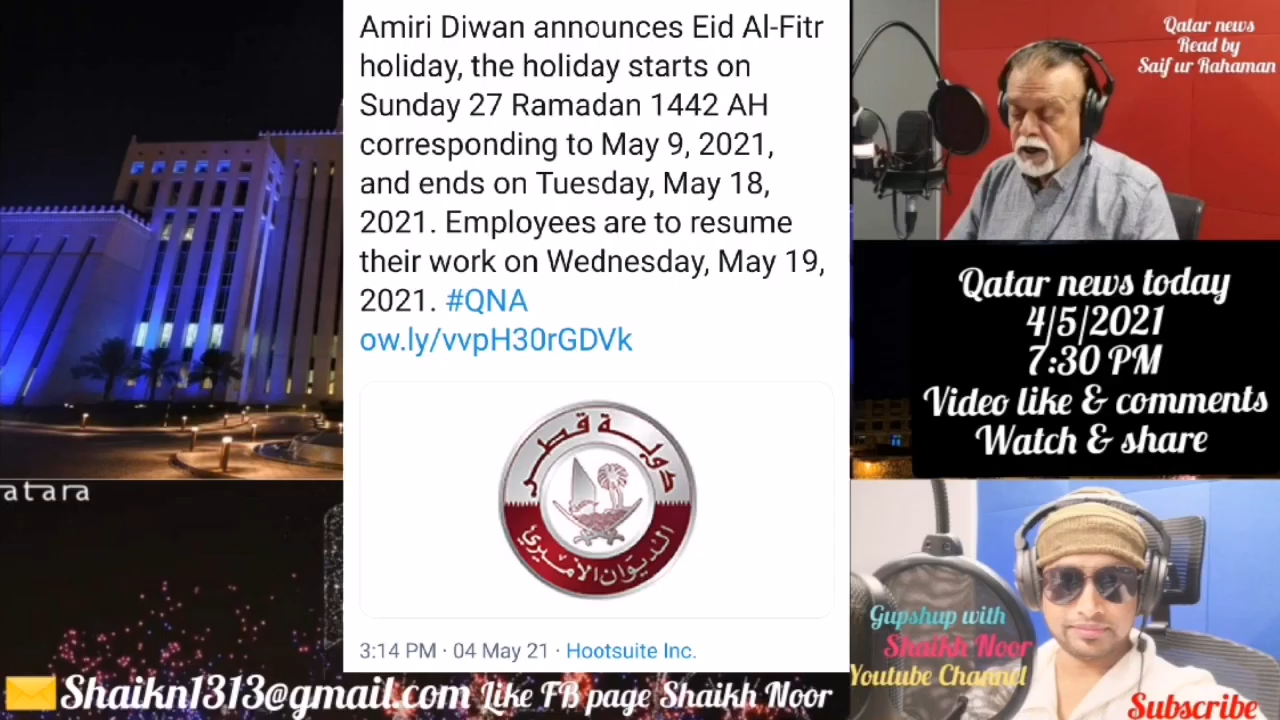 Amiri Diwan announces Eid Al-Fitr
holiday, the holiday starts on
Sunday 27 Ramadan 1442 AH
corresponding to May 9, 2021,
and ends on Tuesday, May 18,
2021. Employees are to resume
their work on Wednesday, May 19,
2021. #QNA
ow.ly/vvpH30rGDVk
دولة قطر
الديوان الأميري
3:14 PM · 04 May 21 · Hootsuite Inc.
Qatar news
Read by
Saif ur Rahaman
Qatar news today
4/5/2021
7:30 PM
Video like & comments
Watch & share
atara
Gupshup with
Shaikh Noor
Youtube Channel
Subscribe
Shaikn1313@gmail.com Like FB page Shaikh Noor